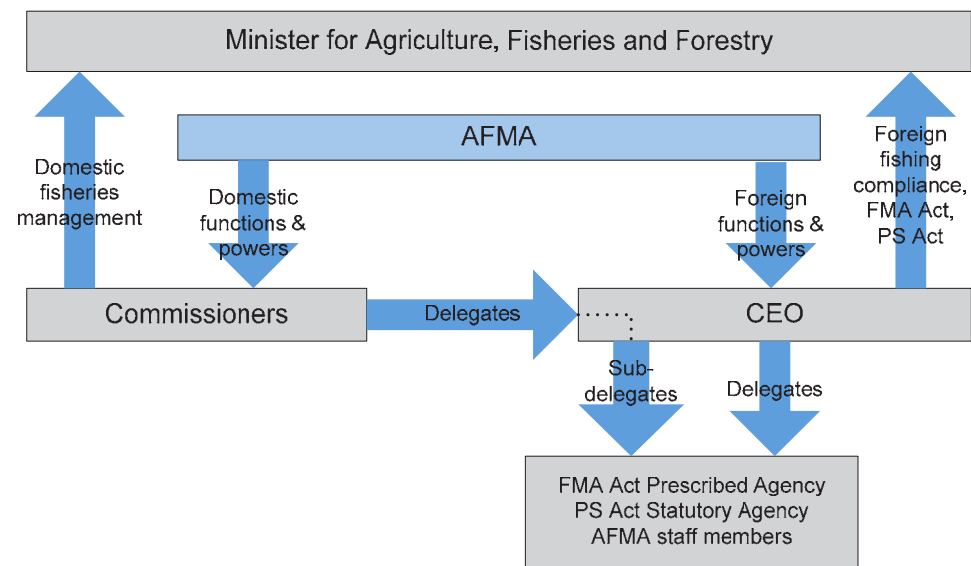 Minister for Agriculture, Fisheries and Forestry
AFMA
Domestic
fisheries
management
Domestic
functions &
powers
Foreign
functions &
powers
Foreign
fishing
compliance,
FMA Act,
PS Act
Commissioners
Delegates
CEO
Sub-
delegates
Delegates
FMA Act Prescribed Agency
PS Act Statutory Agency
AFMA staff members